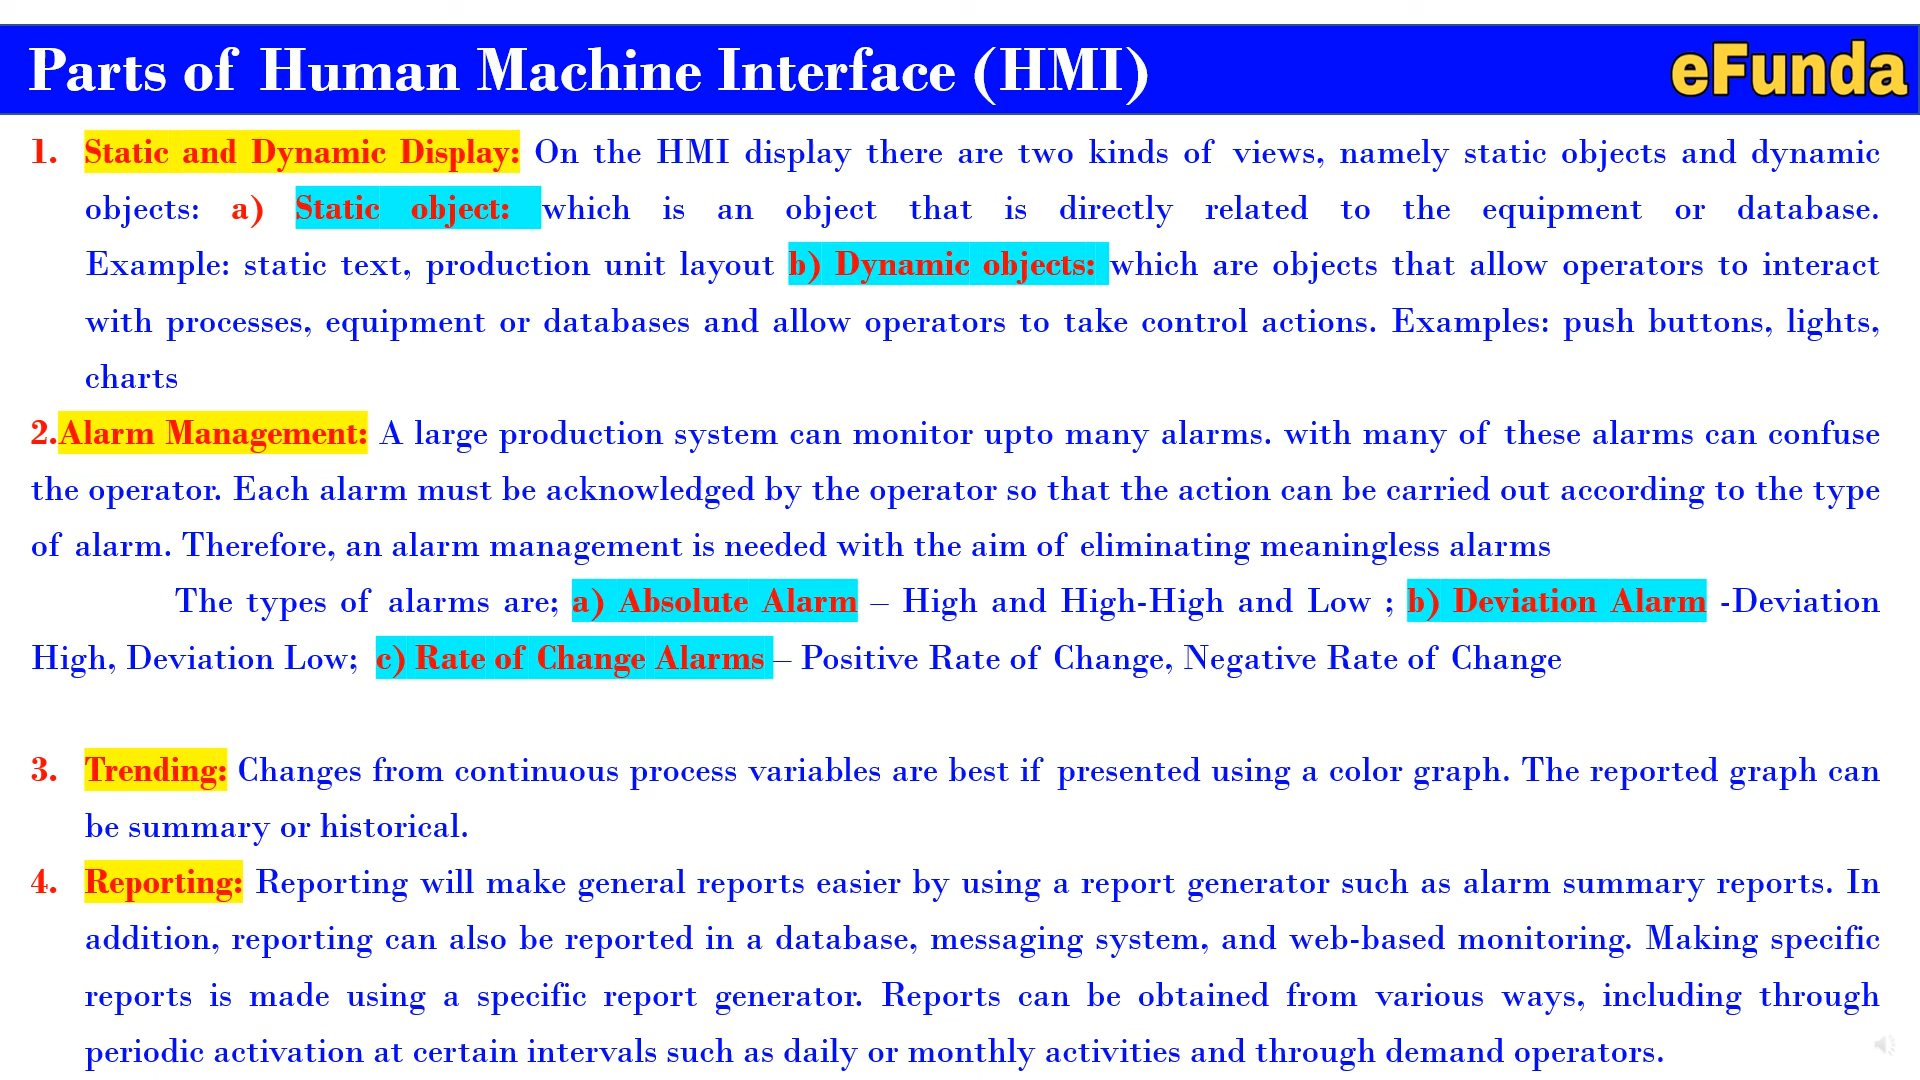 Parts of Human Machine Interface (HMI)
eFunda
1. Static and Dynamic Display: On the HMI display there are two kinds of views, namely static objects and dynamic
objects: a) Static object: which is an object that is directly related to the equipment or database.
Example: static text, production unit layout b) Dynamic objects: which are objects that allow operators to interact
with processes, equipment or databases and allow operators to take control actions. Examples: push buttons, lights,
charts
2.Alarm Management: A large production system can monitor upto many alarms. with many of these alarms can confuse
the operator. Each alarm must be acknowledged by the operator so that the action can be carried out according to the type
of alarm. Therefore, an alarm management is needed with the aim of eliminating meaningless alarms
The types of alarms are; a) Absolute Alarm – High and High-High and Low ; b) Deviation Alarm -Deviation
High, Deviation Low; c) Rate of Change Alarms – Positive Rate of Change, Negative Rate of Change
3. Trending: Changes from continuous process variables are best if presented using a color graph. The reported graph can
be summary or historical.
4. Reporting: Reporting will make general reports easier by using a report generator such as alarm summary reports. In
addition, reporting can also be reported in a database, messaging system, and web-based monitoring. Making specific
reports is made using a specific report generator. Reports can be obtained from various ways, including through
periodic activation at certain intervals such as daily or monthly activities and through demand operators.